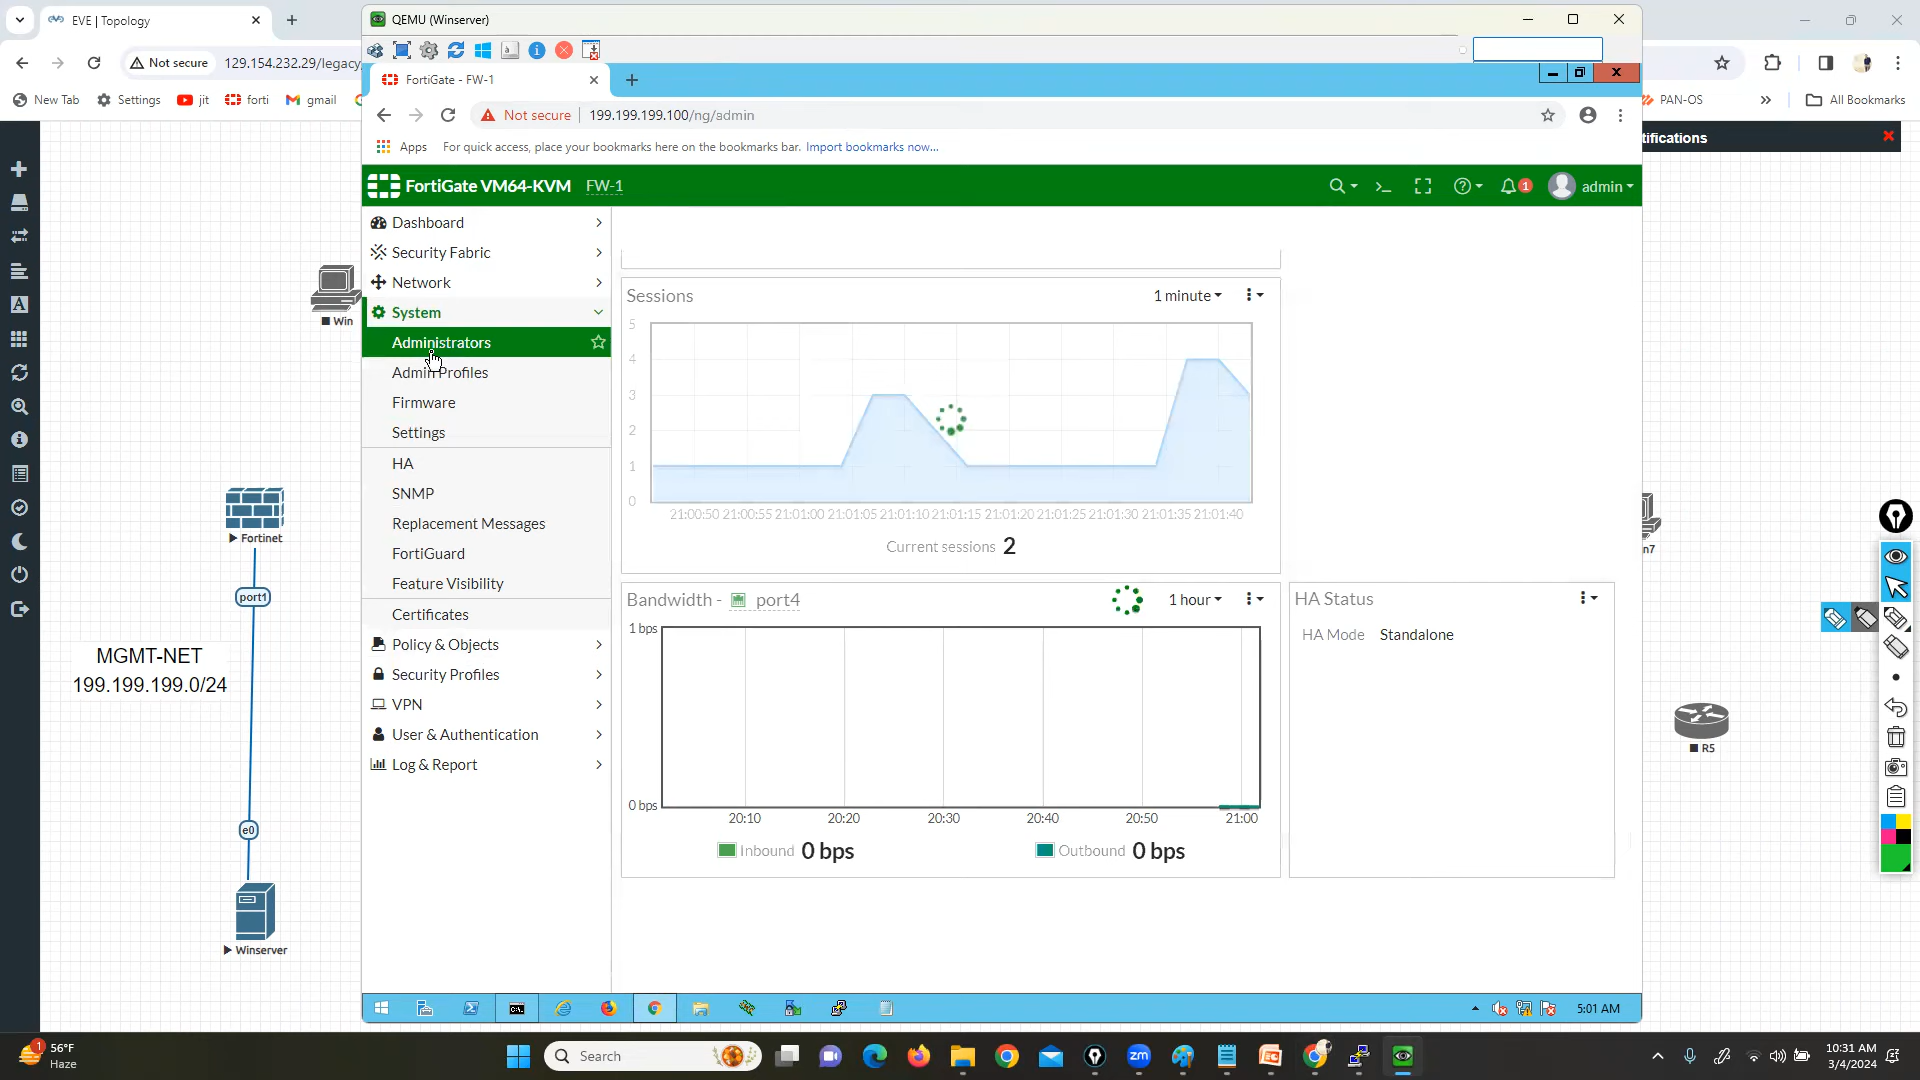 EVE | Topology
Not secure
129.154.232.29/legacy
New Tab
Settings
jit
forti
gmail
PAN-OS
All Bookmarks
QEMU (Winserver)
FortiGate - FW-1
Not secure
199.199.199.100/ng/admin
Apps
For quick access, place your bookmarks here on the bookmarks bar.
Import bookmarks now...
tifications
FortiGate VM64-KVM
FW-1
1
admin
Dashboard
Security Fabric
Network
System
Administrators
Admin Profiles
Firmware
Settings
HA
SNMP
Replacement Messages
FortiGuard
Feature Visibility
Certificates
Policy & Objects
Security Profiles
VPN
User & Authentication
Log & Report
Sessions
1 minute
5
4
3
2
1
0
21:00:50 21:00:55 21:01:00 21:01:05 21:01:10 21:01:15 21:01:20 21:01:25 21:01:30 21:01:35 21:01:40
Current sessions 2
Bandwidth - port4
1 hour
1 bps
0 bps
20:10 20:20 20:30 20:40 20:50 21:00
Inbound 0 bps
Outbound 0 bps
HA Status
HA Mode Standalone
Win
Fortinet
port1
MGMT-NET
199.199.199.0/24
e0
Winserver
n7
R5
5:01 AM
1
56°F
Haze
Search
zm
10:31 AM
3/4/2024